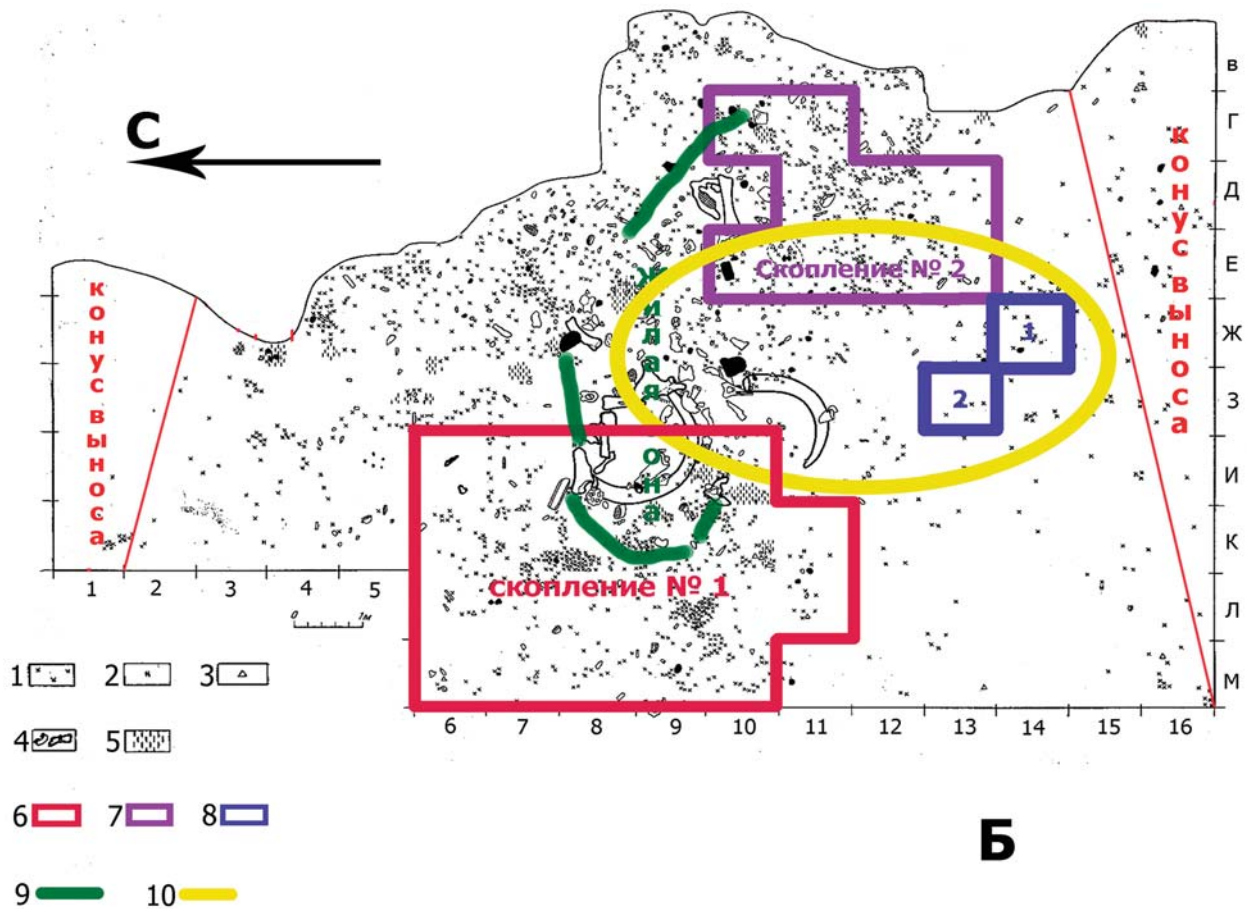 С
конус выноса
жилая
она
Скопление № 2
1
2
скопление № 1
конус выноса
В
Г
Д
Е
Ж
З
И
К
Л
М
1 2 3 4 5
0 1м
6 7 8 9 10 11 12 13 14 15 16
1 2 3
4 5
6 7 8
9 10
Б